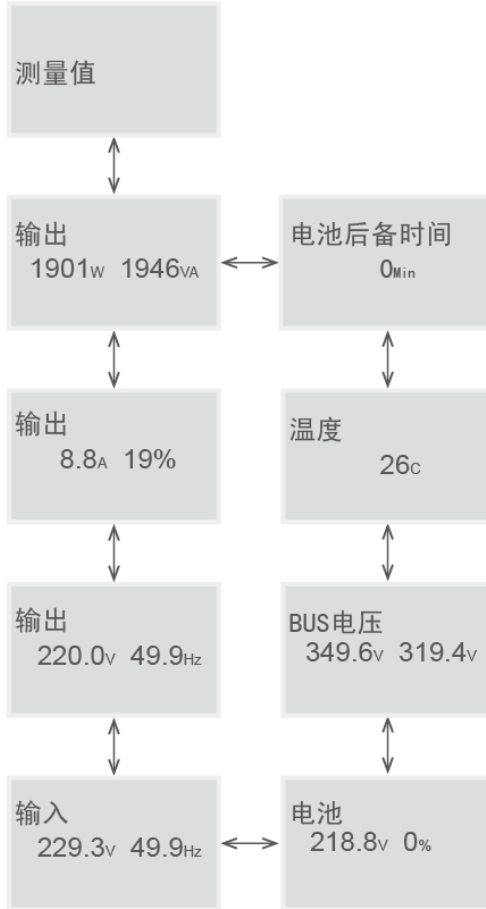 测量值
输出
1901W 1946VA
电池后备时间
0Min
输出
8.8A 19%
温度
26C
输出
220.0V 49.9Hz
BUS电压
349.6V 319.4V
输入
229.3V 49.9Hz
电池
218.8V 0%